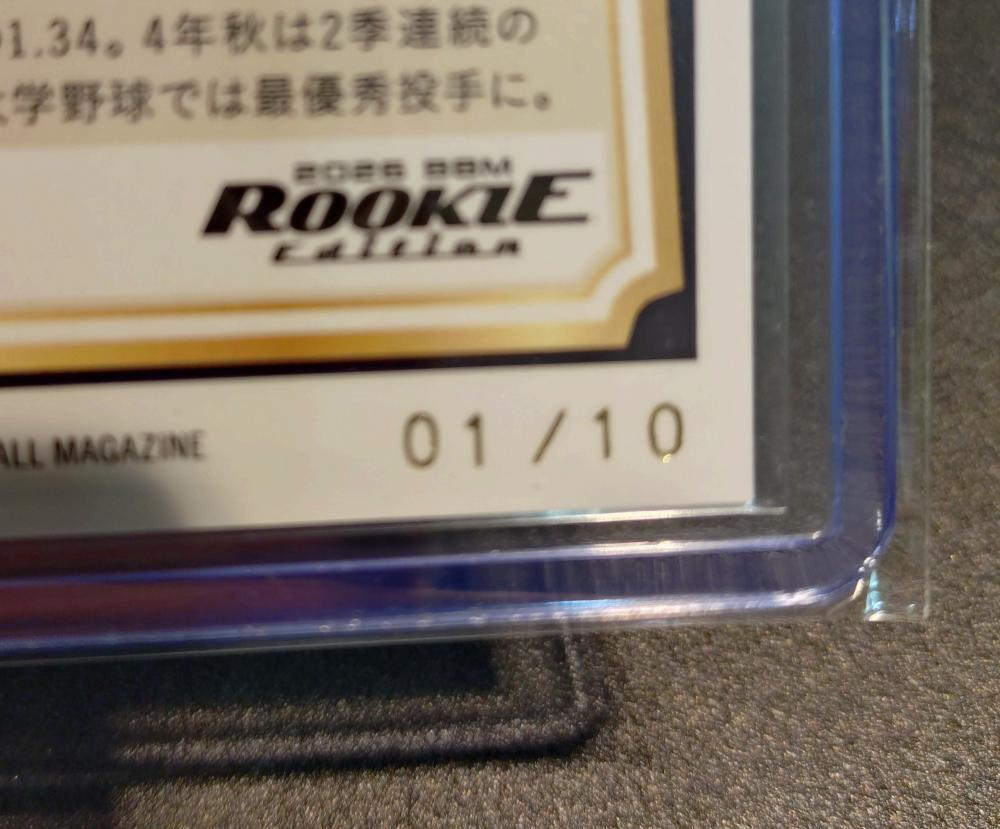 1.34。4年秋は2季連続の
学野球では最優秀投手に。
2026 BBM
ROOKIE
Edition
ALL MAGAZINE
01/10